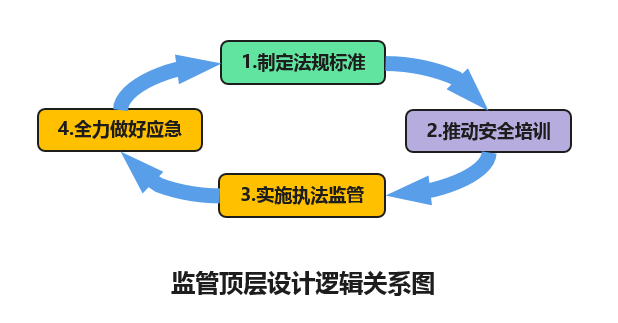 1.制定法规标准
2.推动安全培训
3.实施执法监管
4.全力做好应急
监管顶层设计逻辑关系图